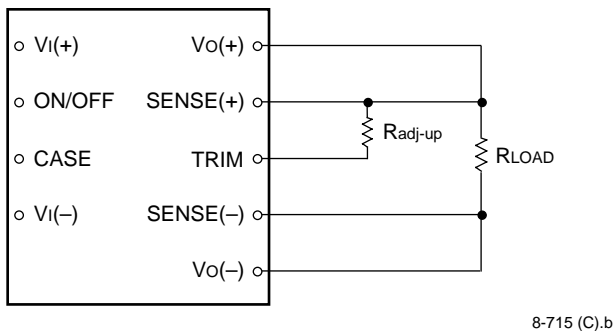 VI(+) VO(+)
ON/OFF SENSE(+)
Radj-up
RLOAD
CASE TRIM
VI(–) SENSE(–)
VO(–)
8-715 (C).b